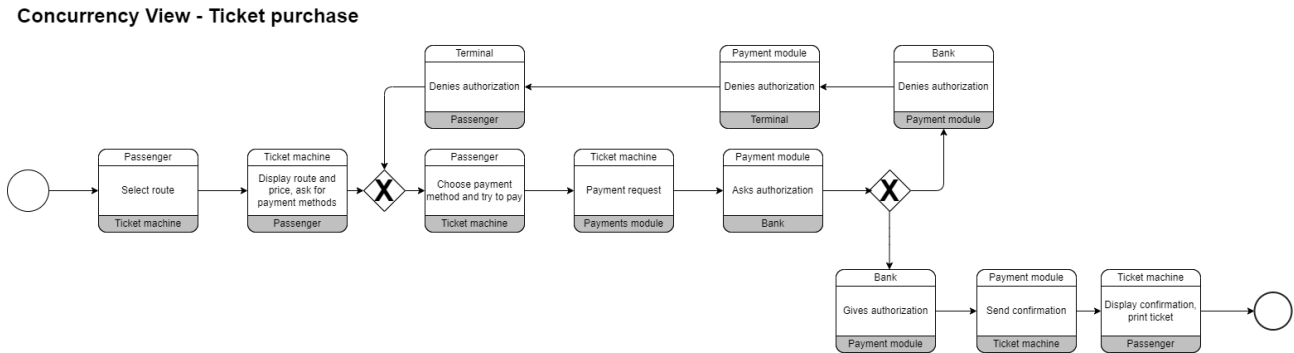 Concurrency View - Ticket purchase
Terminal
Denies authorization
Passenger
Payment module
Denies authorization
Terminal
Bank
Denies authorization
Payment module
Passenger
Select route
Ticket machine
Ticket machine
Display route and
price, ask for
payment methods
Passenger
X
Passenger
Choose payment
method and try to pay
Ticket machine
Ticket machine
Payment request
Payments module
Payment module
Asks authorization
Bank
X
Bank
Gives authorization
Payment module
Payment module
Send confirmation
Ticket machine
Ticket machine
Display confirmation,
print ticket
Passenger